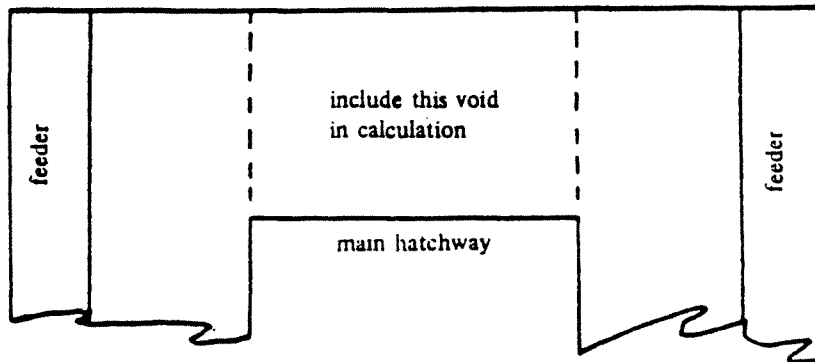 feeder
include this void
in calculation
feeder
main hatchway